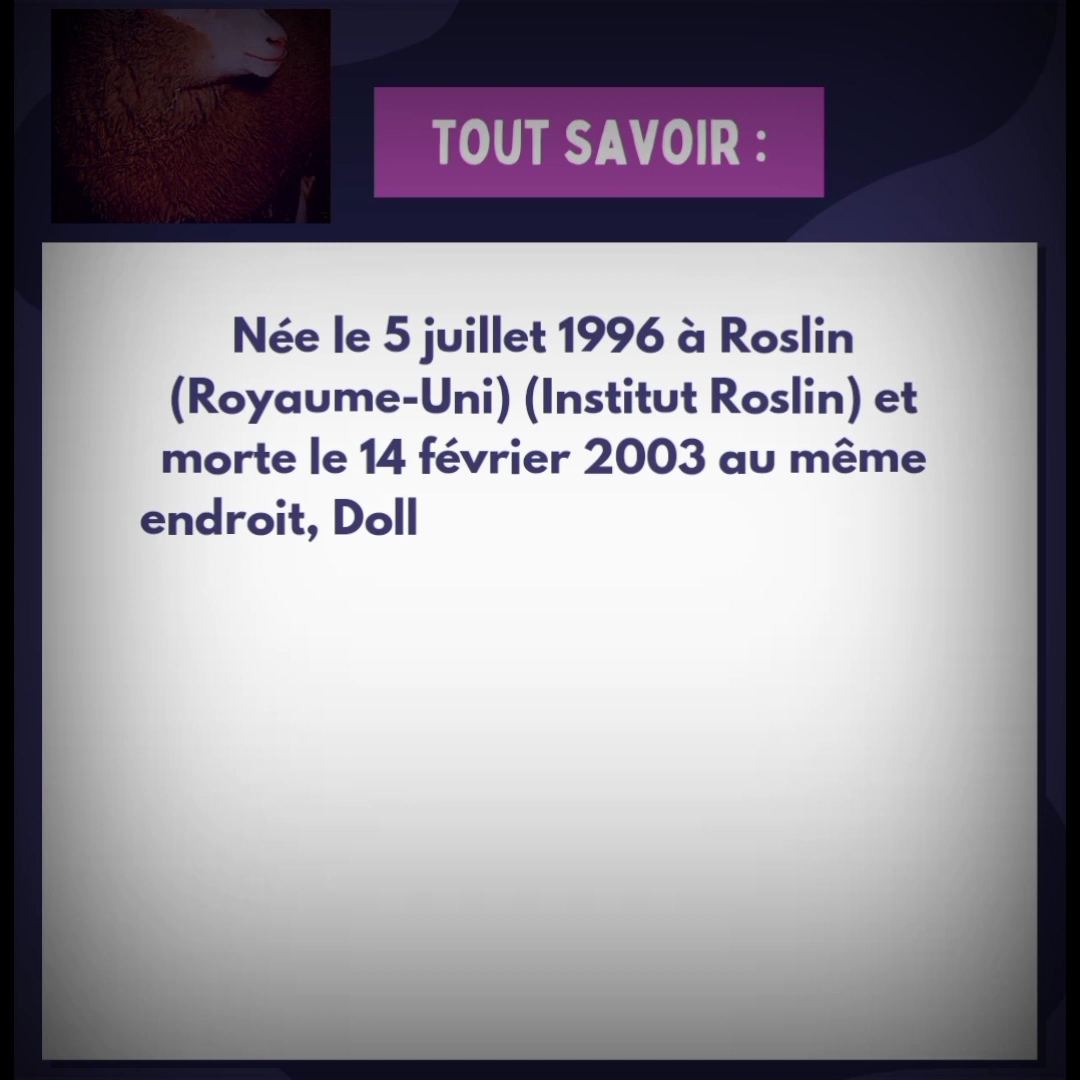 TOUT SAVOIR :
Née le 5 juillet 1996 à Roslin
(Royaume-Uni) (Institut Roslin) et
morte le 14 février 2003 au même
endroit, Doll